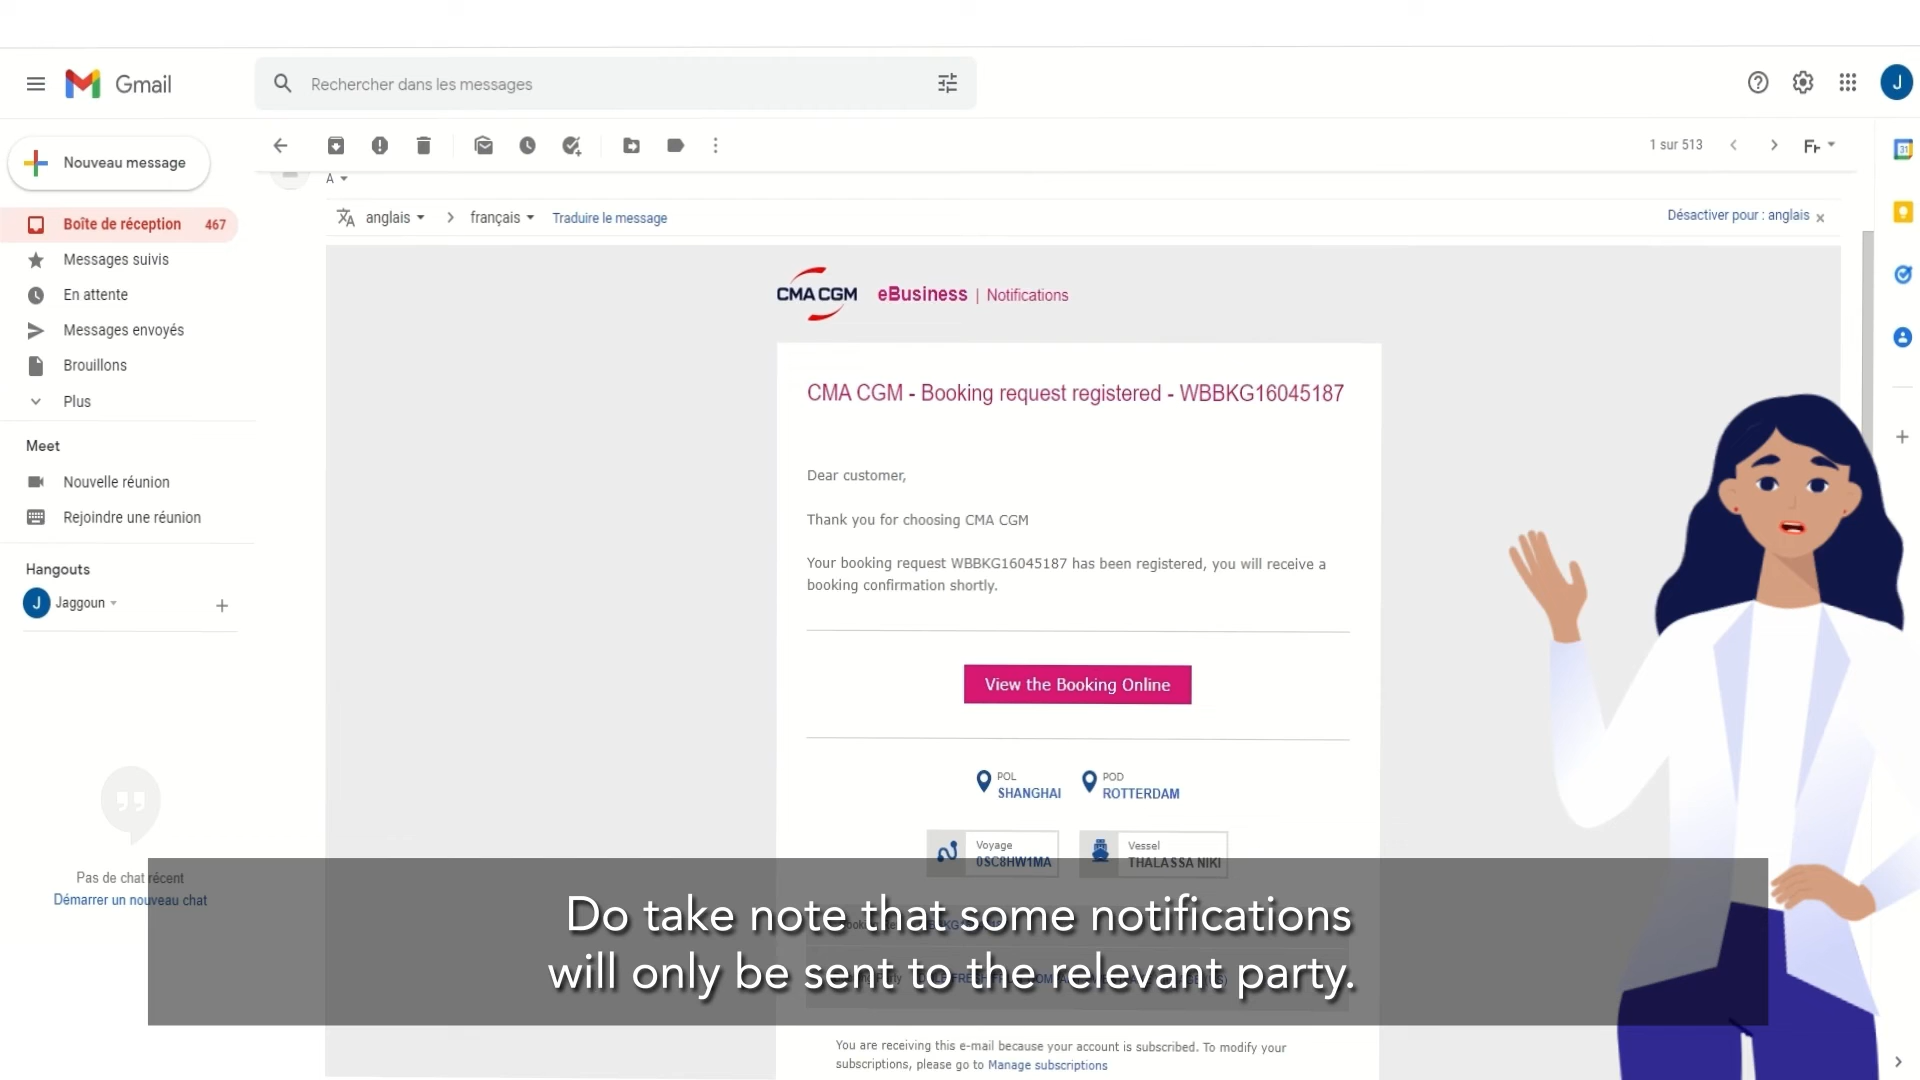 Gmail
Rechercher dans les messages
J
Nouveau message
1 sur 513
Fr
A
31
Boîte de réception 467
anglais
français
Traduire le message
Désactiver pour : anglais
Messages suivis
En attente
Messages envoyés
Brouillons
Plus
Meet
Nouvelle réunion
Rejoindre une réunion
Hangouts
J Jaggoun
Pas de chat récent
Démarrer un nouveau chat
CMA CGM eBusiness | Notifications
CMA CGM - Booking request registered - WBBKG16045187
Dear customer,
Thank you for choosing CMA CGM
Your booking request WBBKG16045187 has been registered, you will receive a
booking confirmation shortly.
View the Booking Online
POL
SHANGHAI
POD
ROTTERDAM
Voyage
0SC8HW1MA
Vessel
THALASSA NIKI
Do take note that some notifications
will only be sent to the relevant party.
You are receiving this e-mail because your account is subscribed. To modify your
subscriptions, please go to Manage subscriptions